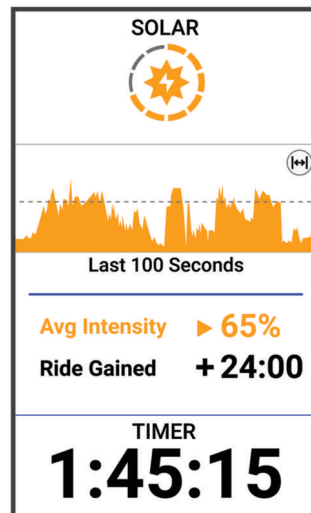 SOLAR
Last 100 Seconds
Avg Intensity 65%
Ride Gained +24:00
TIMER
1:45:15